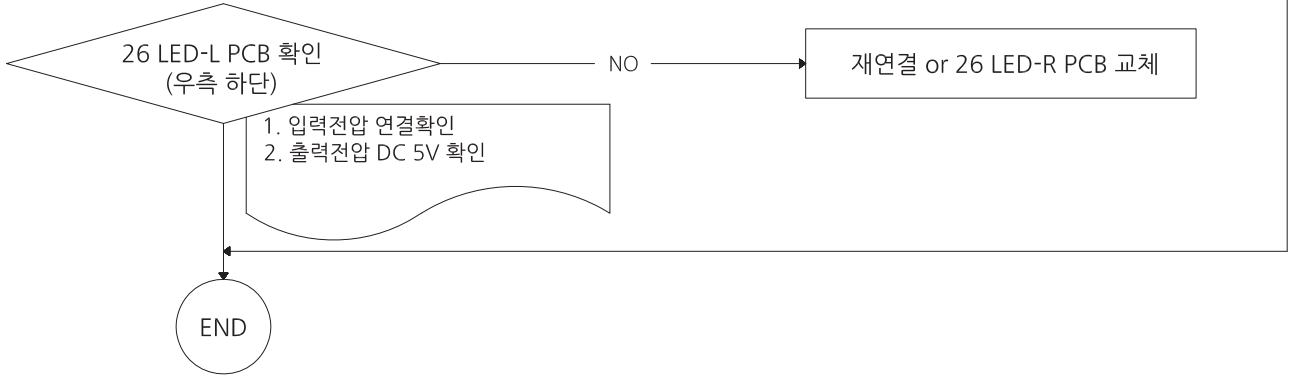 26 LED-L PCB 확인
(우측 하단)
NO
재연결 or 26 LED-R PCB 교체
1. 입력전압 연결확인
2. 출력전압 DC 5V 확인
END